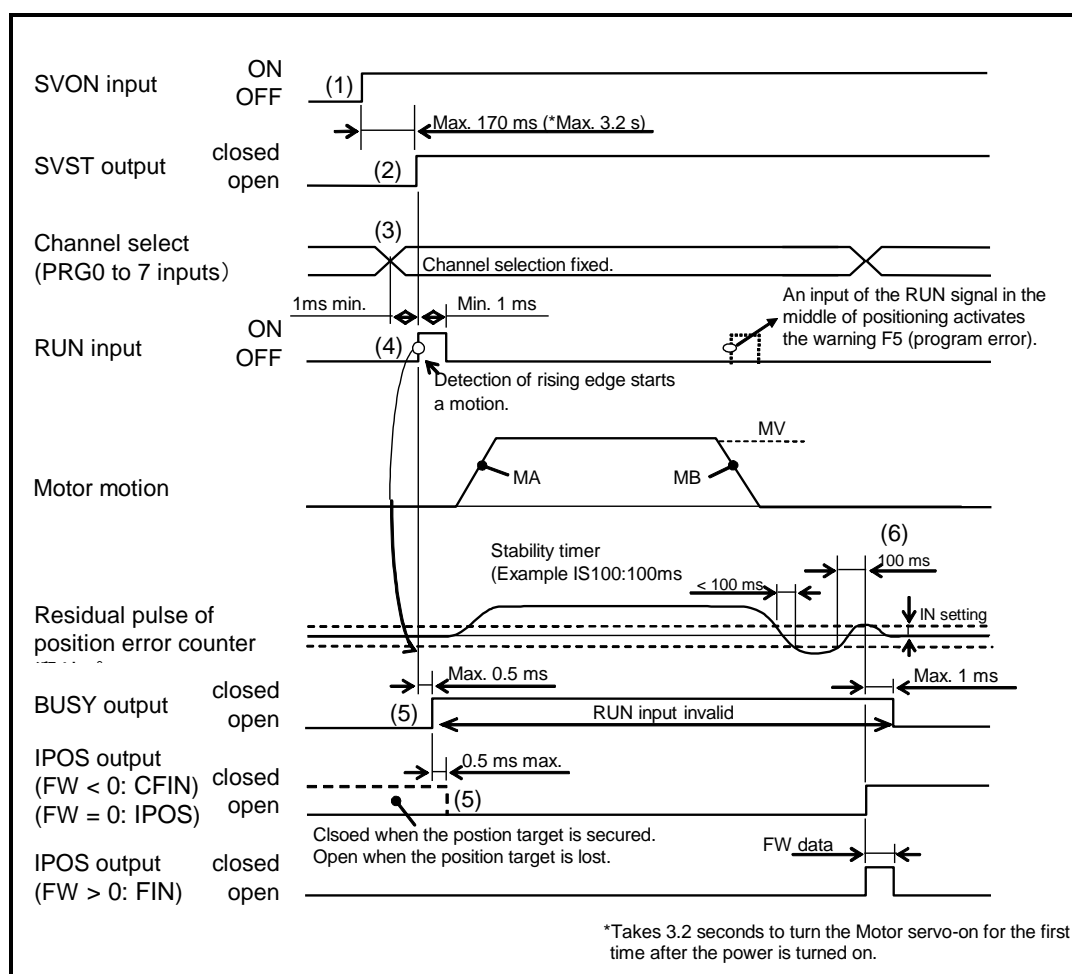 SVON input
ON
OFF
(1)
Max. 170 ms (*Max. 3.2 s)
SVST output
closed
open
(2)
Channel select
(PRG0 to 7 inputs）
(3)
Channel selection fixed.
1ms min.
Min. 1 ms
An input of the RUN signal in the
middle of positioning activates
the warning F5 (program error).
RUN input
ON
OFF
(4)
Detection of rising edge starts
a motion.
MV
Motor motion
MA
MB
(6)
Stability timer
(Example IS100:100ms
< 100 ms
100 ms
Residual pulse of
position error counter
IN setting
Max. 0.5 ms
Max. 1 ms
BUSY output
closed
open
(5)
RUN input invalid
IPOS output
(FW < 0: CFIN)
(FW = 0: IPOS)
closed
open
0.5 ms max.
(5)
Clsoed when the postion target is secured.
Open when the position target is lost.
FW data
IPOS output
(FW > 0: FIN)
closed
open
*Takes 3.2 seconds to turn the Motor servo-on for the first
time after the power is turned on.